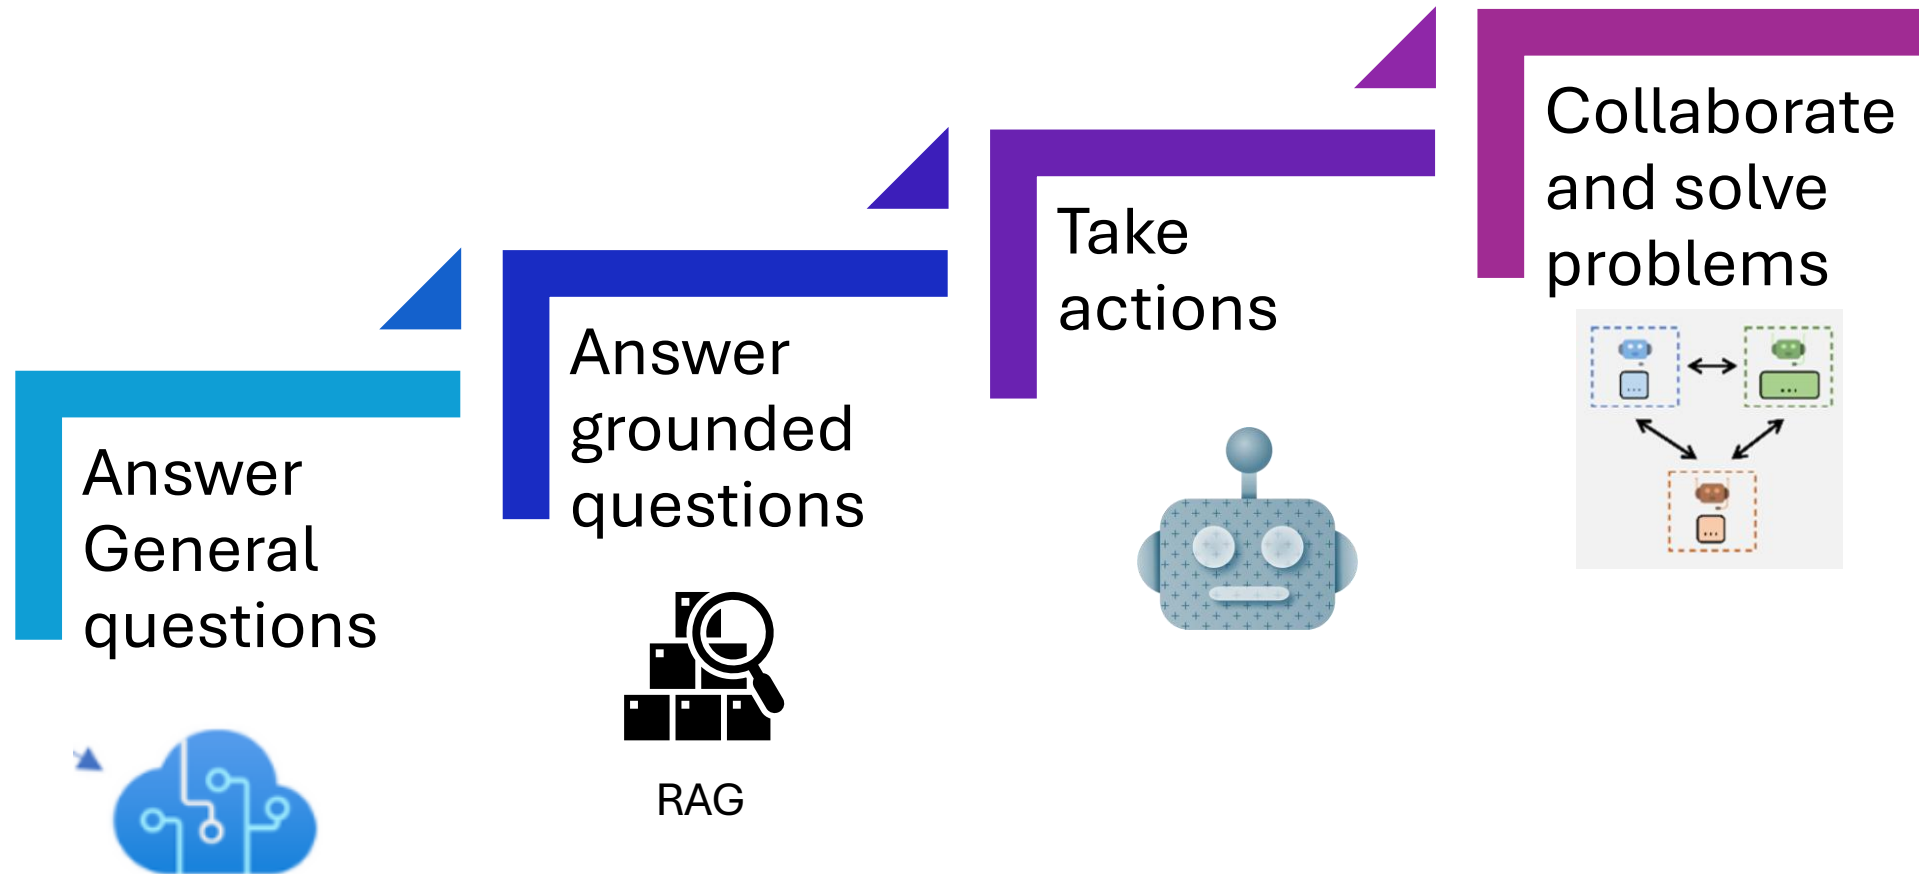 Answer
General
questions
Answer
grounded
questions
RAG
Take
actions
Collaborate
and solve
problems
...
...
...